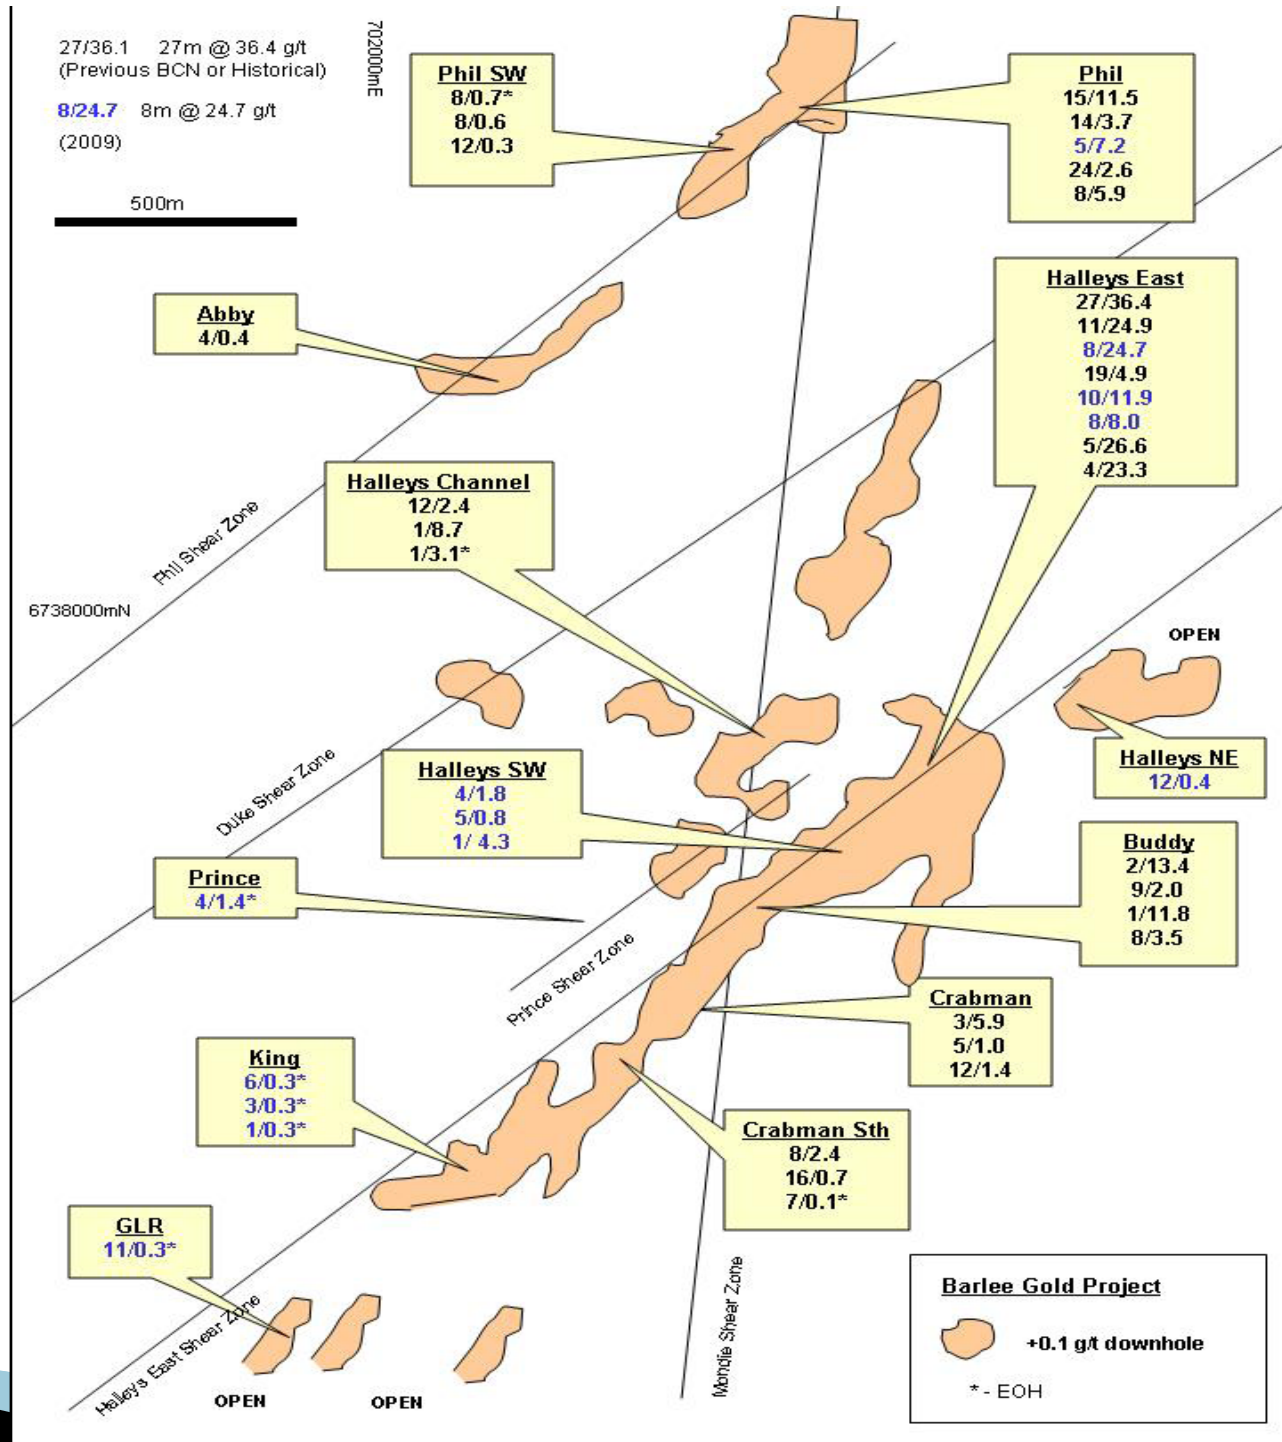 27/36.1 27m @ 36.4 g/t
(Previous BCN or Historical)
8/24.7 8m @ 24.7 g/t
(2009)
500m
702000mE
Phil SW
8/0.7*
8/0.6
12/0.3
Phil
15/11.5
14/3.7
5/7.2
24/2.6
8/5.9
Halleys East
27/36.4
11/24.9
8/24.7
19/4.9
10/11.9
8/8.0
5/26.6
4/23.3
Abby
4/0.4
Halleys Channel
12/2.4
1/8.7
1/3.1*
Phil Shear Zone
6738000mN
OPEN
Halleys NE
12/0.4
Halleys SW
4/1.8
5/0.8
1/ 4.3
Duke Shear Zone
Prince
4/1.4*
Buddy
2/13.4
9/2.0
1/11.8
8/3.5
Prince Shear Zone
Crabman
3/5.9
5/1.0
12/1.4
King
6/0.3*
3/0.3*
1/0.3*
Crabman Sth
8/2.4
16/0.7
7/0.1*
GLR
11/0.3*
Halleys East Shear Zone
Mondie Shear Zone
OPEN
OPEN
Barlee Gold Project
+0.1 g/t downhole
* - EOH